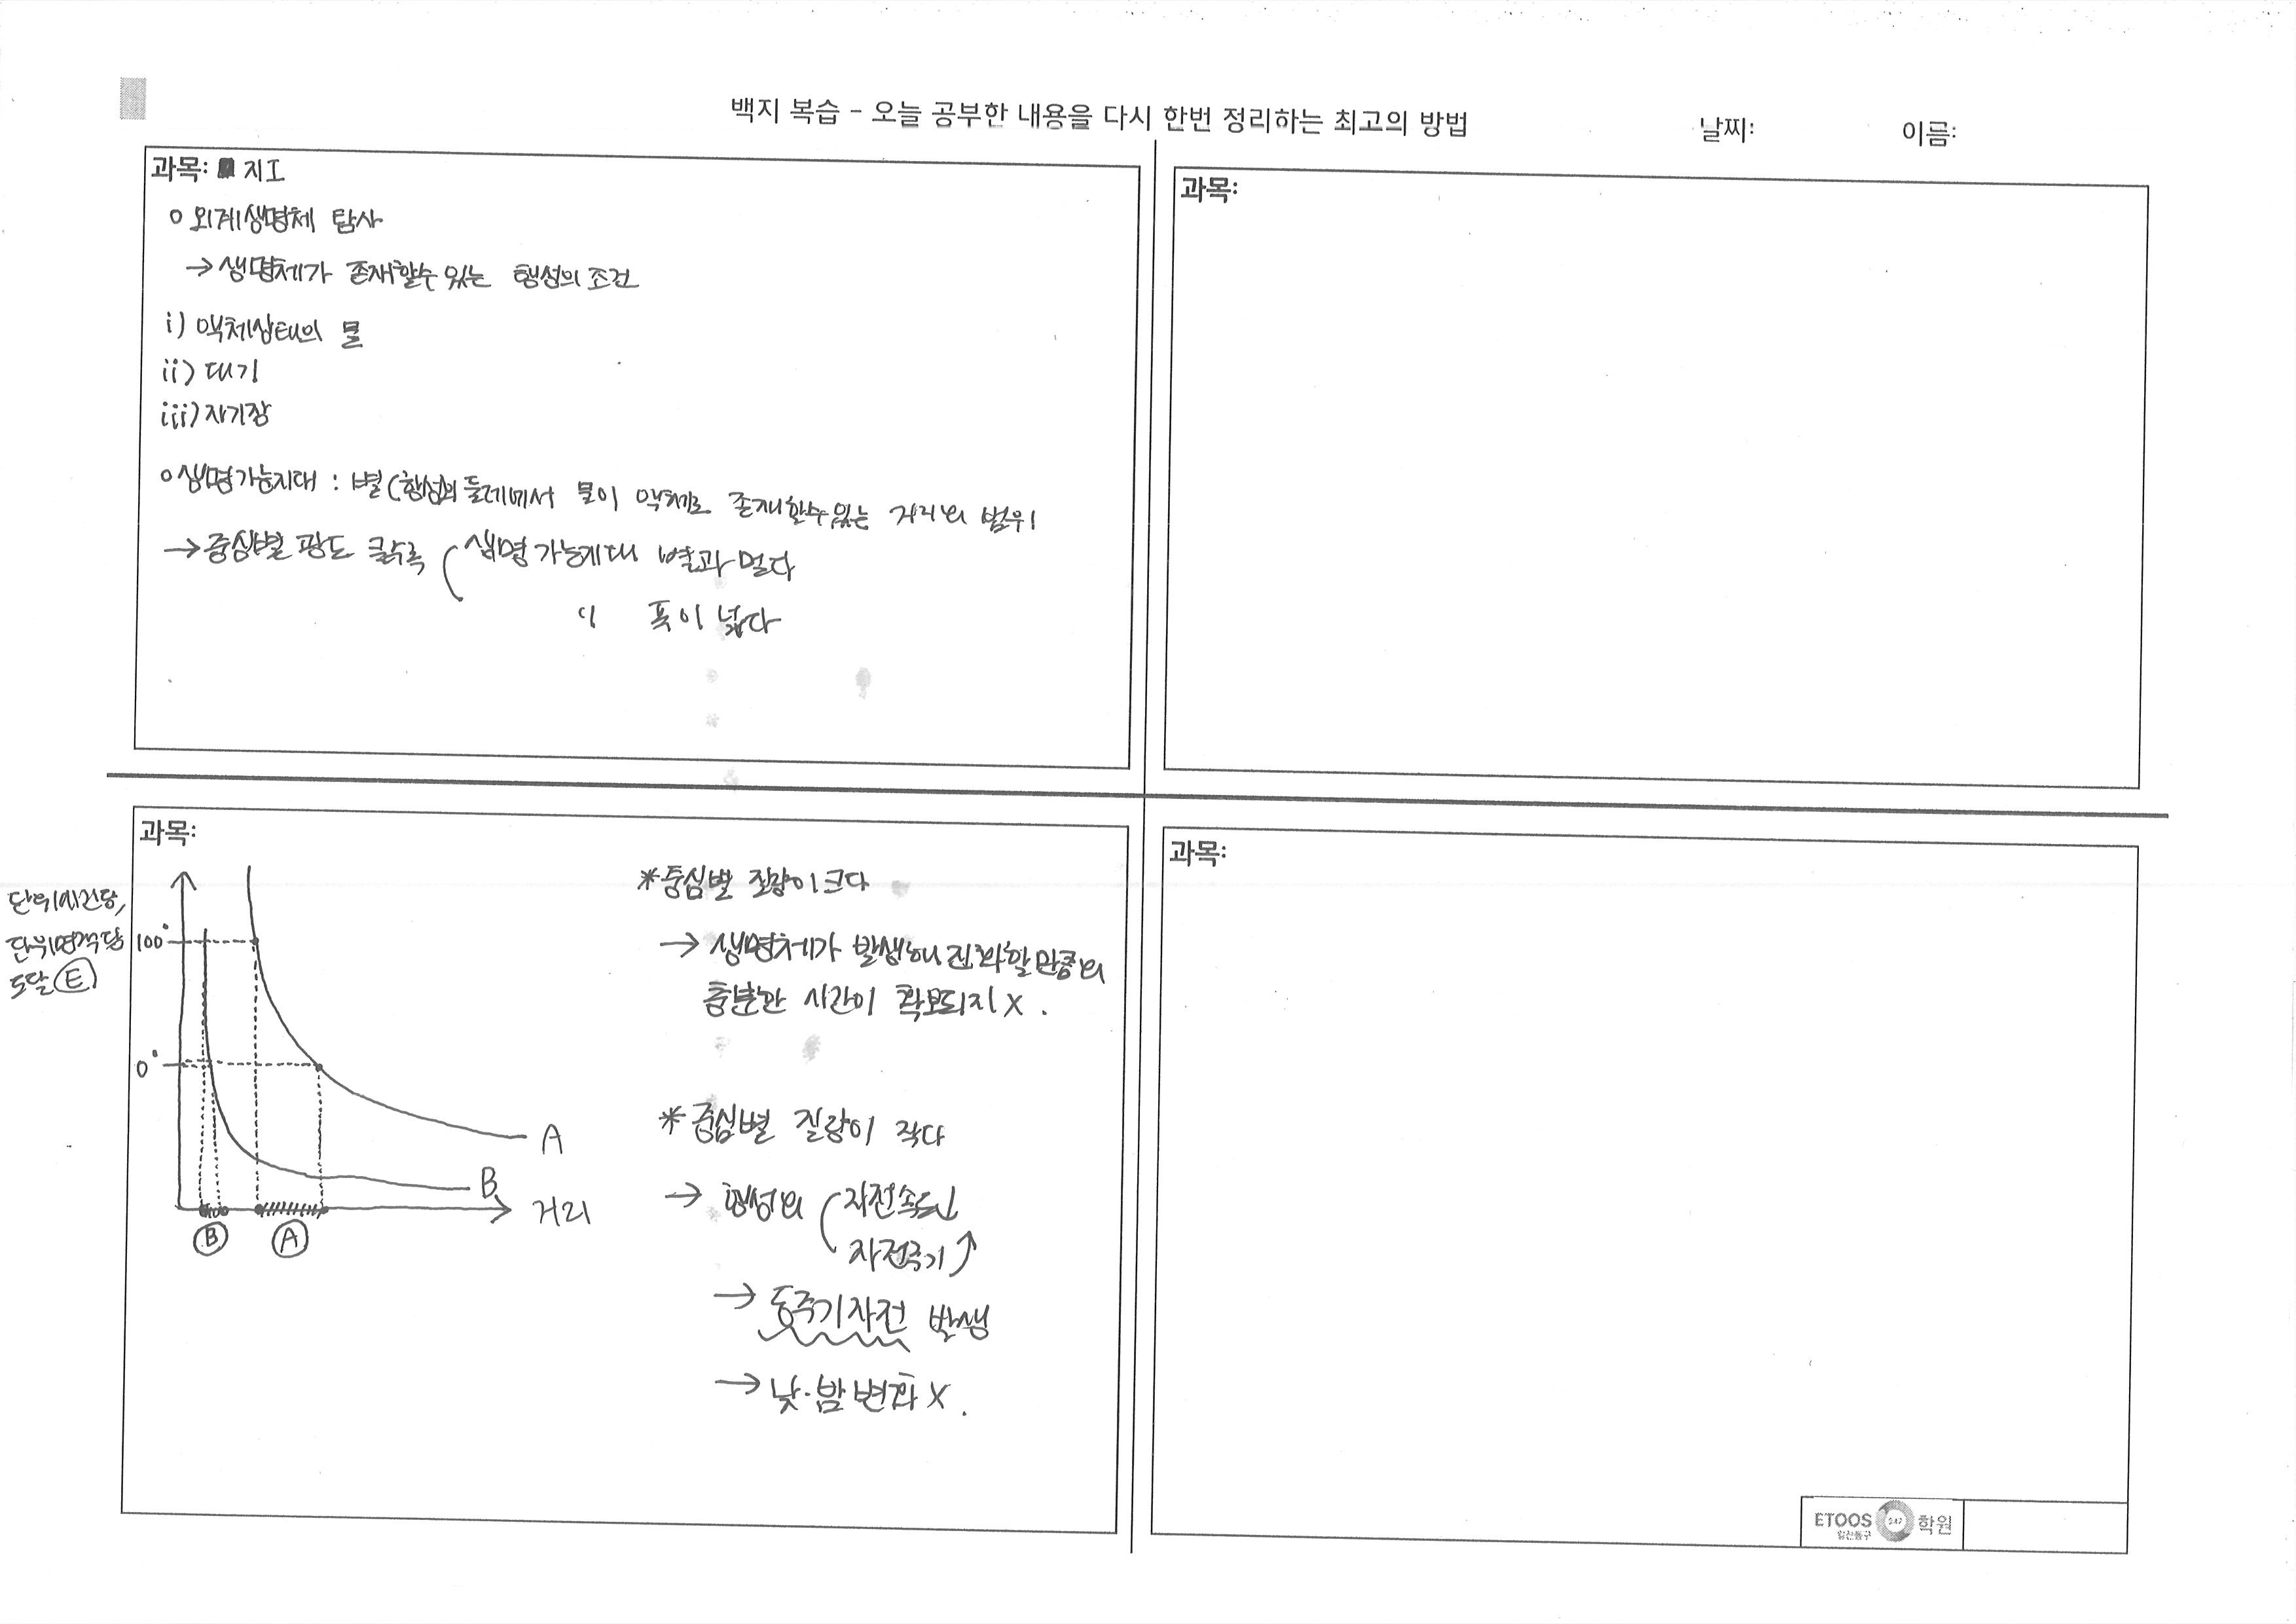 백지 복습 - 오늘 공부한 내용을 다시 한번 정리하는 최고의 방법
날짜:
이름:
과목: 지Ⅰ
○ 외계생명체 탐사
→ 생명체가 존재할수 있는 행성의 조건
i) 액체상태의 물
ii) 대기
iii) 자기장
○ 생명가능지대 : 별(항성)의 둘레에서 물이 액체로 존재할수 있는 거리의 범위
→ 중심별 광도 클수록 ( 생명가능지대 별과 멀다
〃 폭이 넓다
과목:
과목:
단위시간당,
단위면적당
도달 Ⓔ
100°
0°
A
B
거리
Ⓑ Ⓐ
*중심별 질량이 크다
→ 생명체가 발생해 진화할만큼의
충분한 시간이 확보되지 X.
*중심별 질량이 작다
→ 행성의 ( 자전속도↓
자전주기↑
→ 동주기자전 발생
→ 낮·밤 변화 X.
과목:
ETOOS 247 학원
일산동구